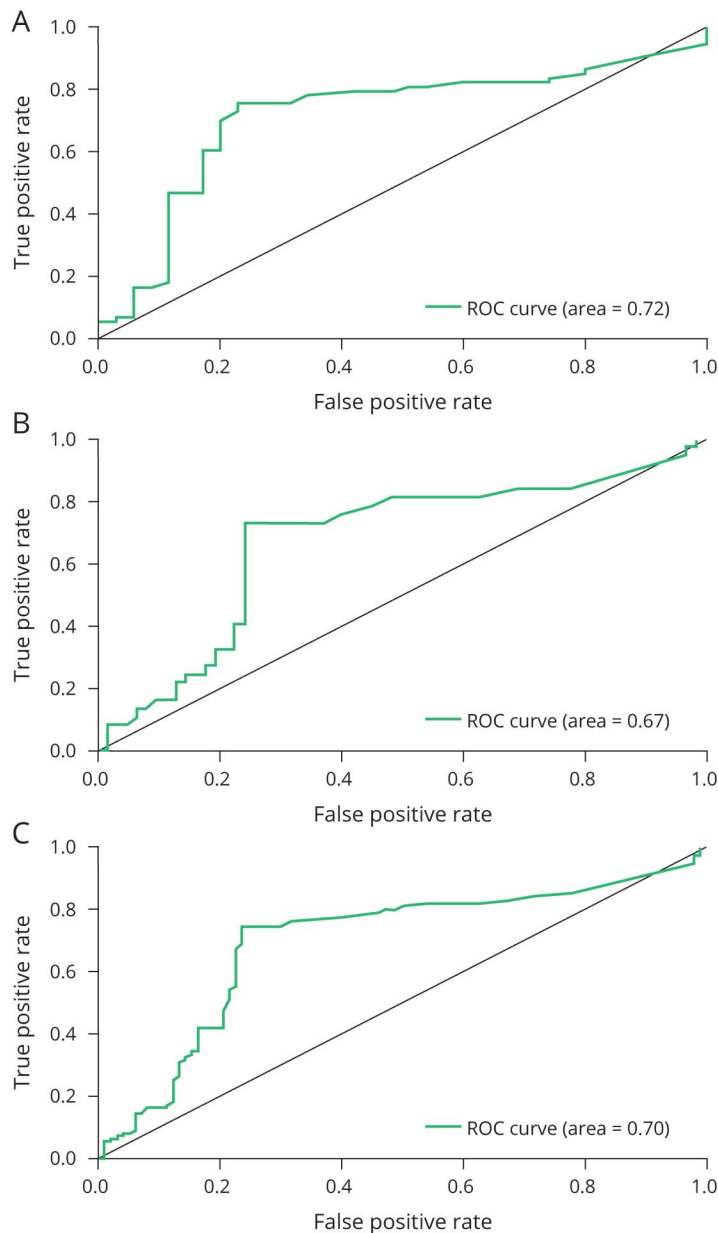 A
1.0
0.8
0.6
0.4
0.2
0.0
True positive rate
ROC curve (area = 0.72)
0.0 0.2 0.4 0.6 0.8 1.0
False positive rate
B
1.0
0.8
0.6
0.4
0.2
0.0
True positive rate
ROC curve (area = 0.67)
0.0 0.2 0.4 0.6 0.8 1.0
False positive rate
C
1.0
0.8
0.6
0.4
0.2
0.0
True positive rate
ROC curve (area = 0.70)
0.0 0.2 0.4 0.6 0.8 1.0
False positive rate